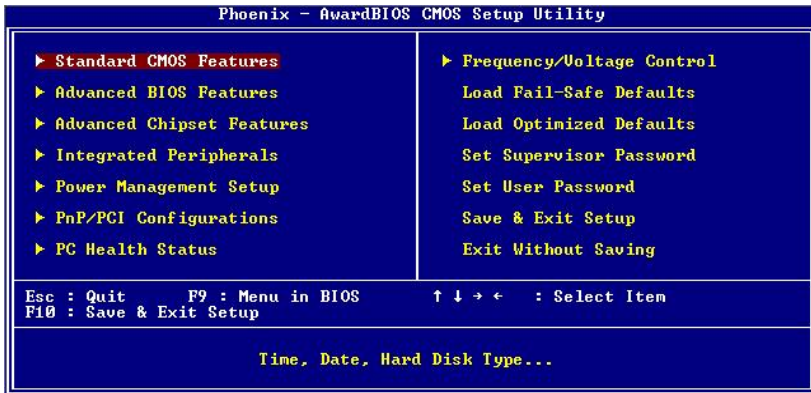 Phoenix - AwardBIOS CMOS Setup Utility
▶ Standard CMOS Features
▶ Advanced BIOS Features
▶ Advanced Chipset Features
▶ Integrated Peripherals
▶ Power Management Setup
▶ PnP/PCI Configurations
▶ PC Health Status
▶ Frequency/Voltage Control
Load Fail-Safe Defaults
Load Optimized Defaults
Set Supervisor Password
Set User Password
Save & Exit Setup
Exit Without Saving
Esc : Quit F9 : Menu in BIOS ↑ ↓ → ← : Select Item
F10 : Save & Exit Setup
Time, Date, Hard Disk Type...